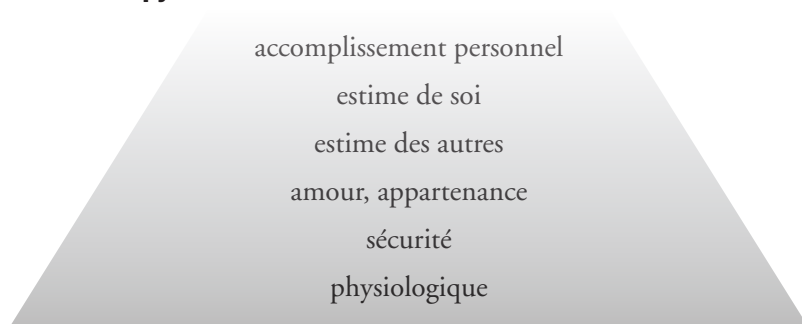 accomplissement personnel
estime de soi
estime des autres
amour, appartenance
sécurité
physiologique